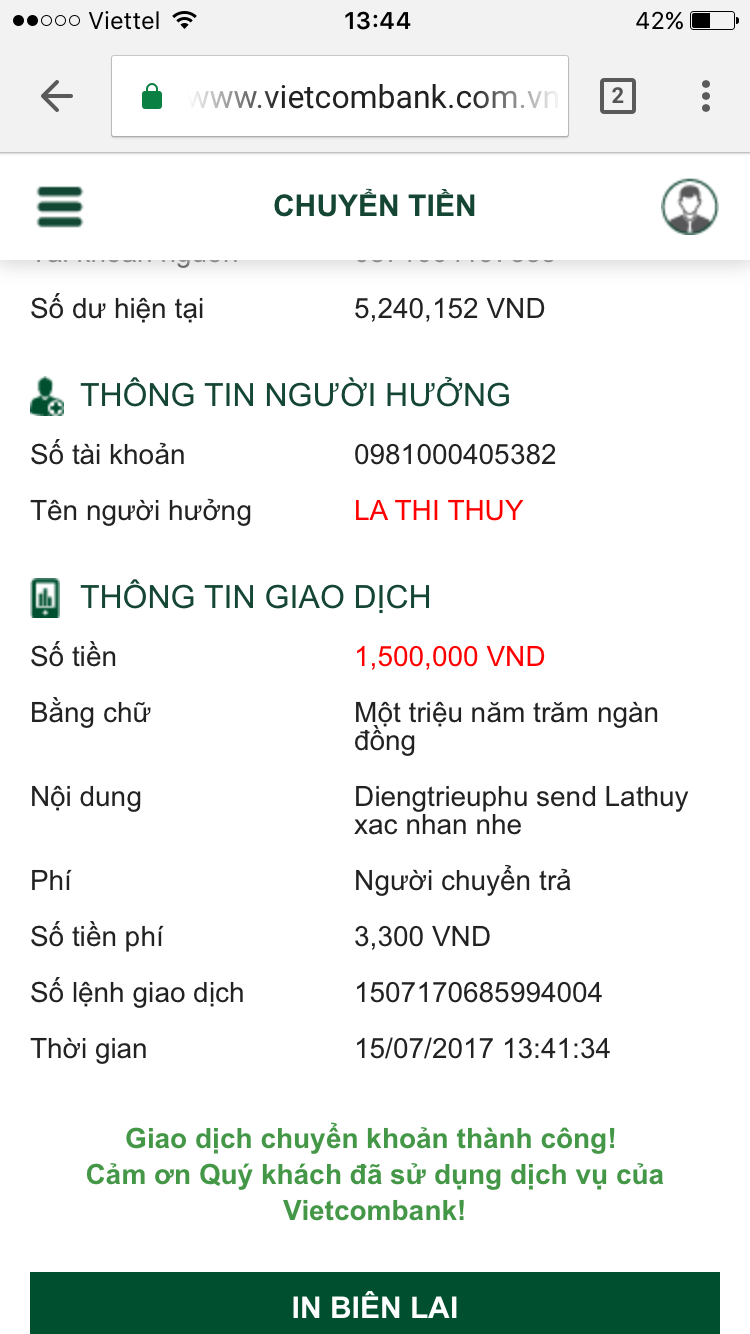 Viettel 13:44 42%
www.vietcombank.com.vn 2
CHUYỂN TIỀN
Số dư hiện tại 5,240,152 VND
THÔNG TIN NGƯỜI HƯỞNG
Số tài khoản 0981000405382
Tên người hưởng LA THI THUY
THÔNG TIN GIAO DỊCH
Số tiền 1,500,000 VND
Bằng chữ Một triệu năm trăm ngàn
đồng
Nội dung Diengtrieuphu send Lathuy
xac nhan nhe
Phí Người chuyển trả
Số tiền phí 3,300 VND
Số lệnh giao dịch 1507170685994004
Thời gian 15/07/2017 13:41:34
Giao dịch chuyển khoản thành công!
Cảm ơn Quý khách đã sử dụng dịch vụ của
Vietcombank!
IN BIÊN LAI